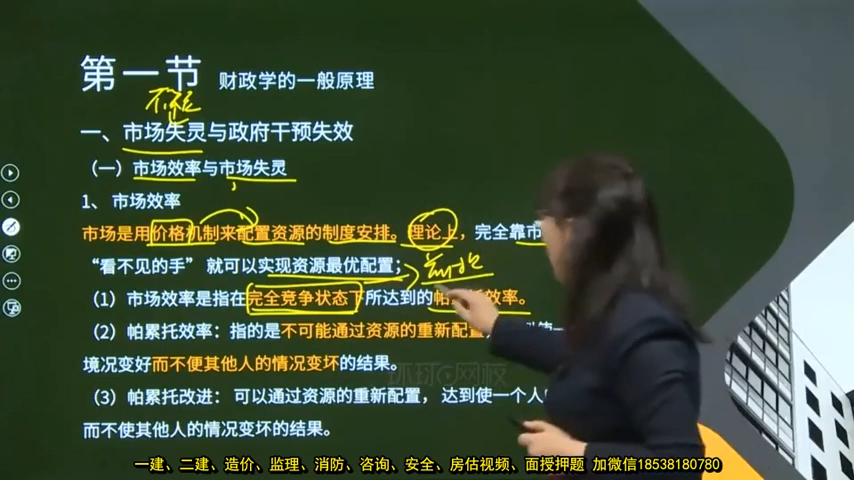 第一节 财政学的一般原理
一、市场失灵与政府干预失效
（一）市场效率与市场失灵
1、 市场效率
市场是用价格机制来配置资源的制度安排。理论上，完全靠市
“看不见的手” 就可以实现资源最优配置；
（1）市场效率是指在完全竞争状态下所达到的帕累托效率。
（2）帕累托效率：指的是不可能通过资源的重新配置，
境况变好而不使其他人的情况变坏的结果。
环球网校
（3）帕累托改进： 可以通过资源的重新配置， 达到使一个人
而不使其他人的情况变坏的结果。
一建、二建、造价、监理、消防、咨询、安全、房估视频、面授押题 加微信18538180780